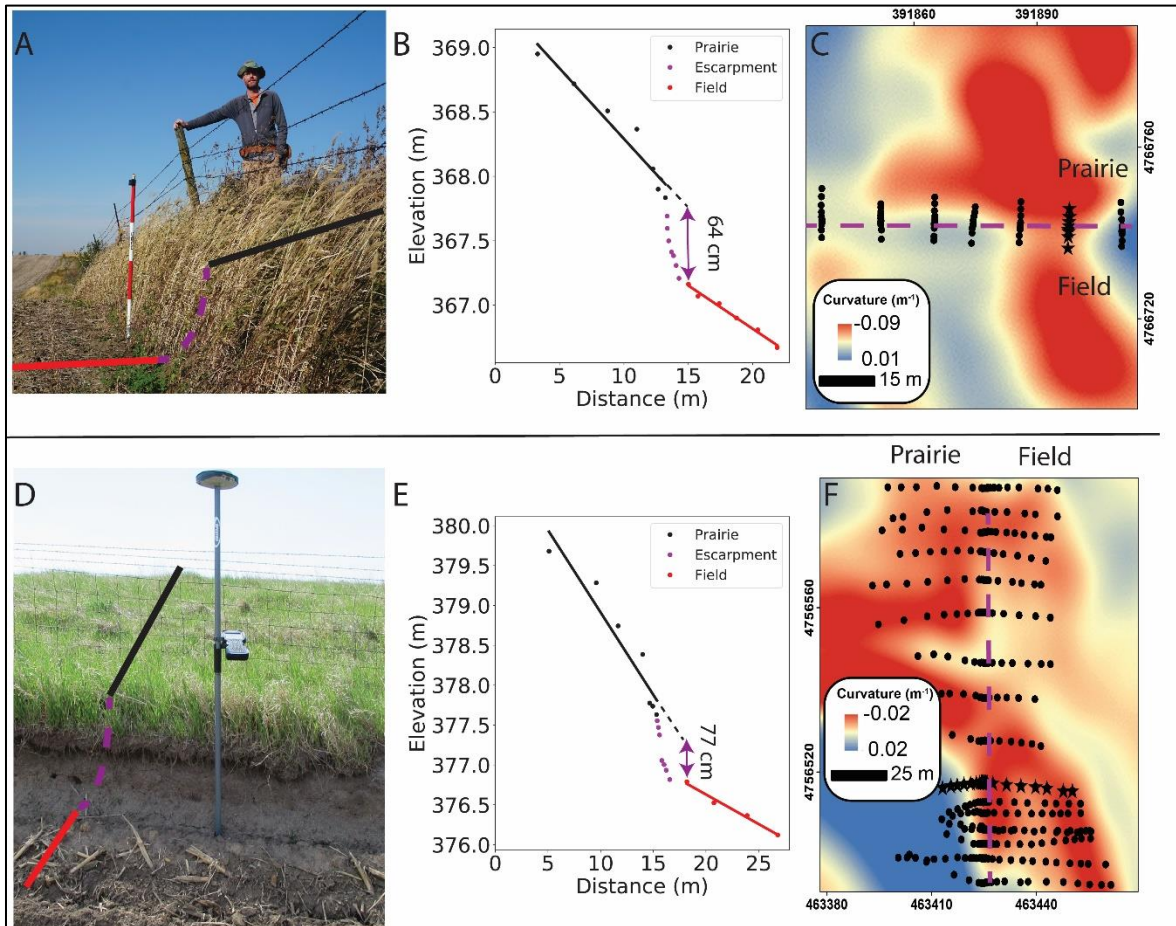 A
B
369.0
368.5
368.0
367.5
367.0
Elevation (m)
Prairie
Escarpment
Field
64 cm
0
5
10
15
20
Distance (m)
C
391860
391890
4766760
4766720
Prairie
Field
Curvature (m⁻¹)
-0.09
0.01
15 m
D
E
380.0
379.5
379.0
378.5
378.0
377.5
377.0
376.5
376.0
Elevation (m)
Prairie
Escarpment
Field
77 cm
0
5
10
15
20
25
Distance (m)
Prairie
Field
F
4756560
4756520
Curvature (m⁻¹)
-0.02
0.02
25 m
463380
463410
463440